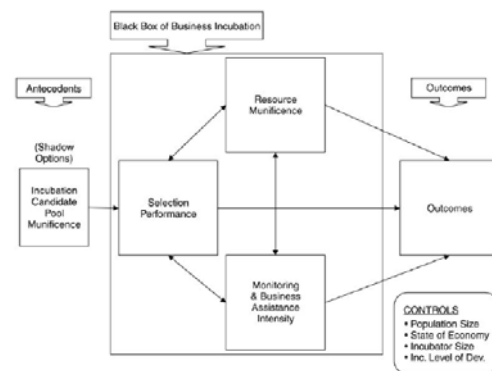 Black Box of Business Incubation
Antecedents
Outcomes
Resource
Munificence
(Shadow
Options)
Incubation
Candidate
Pool
Munificence
Selection
Performance
Outcomes
Monitoring
& Business
Assistance
Intensity
CONTROLS
• Population Size
• State of Economy
• Incubator Size
• Inc. Level of Dev.